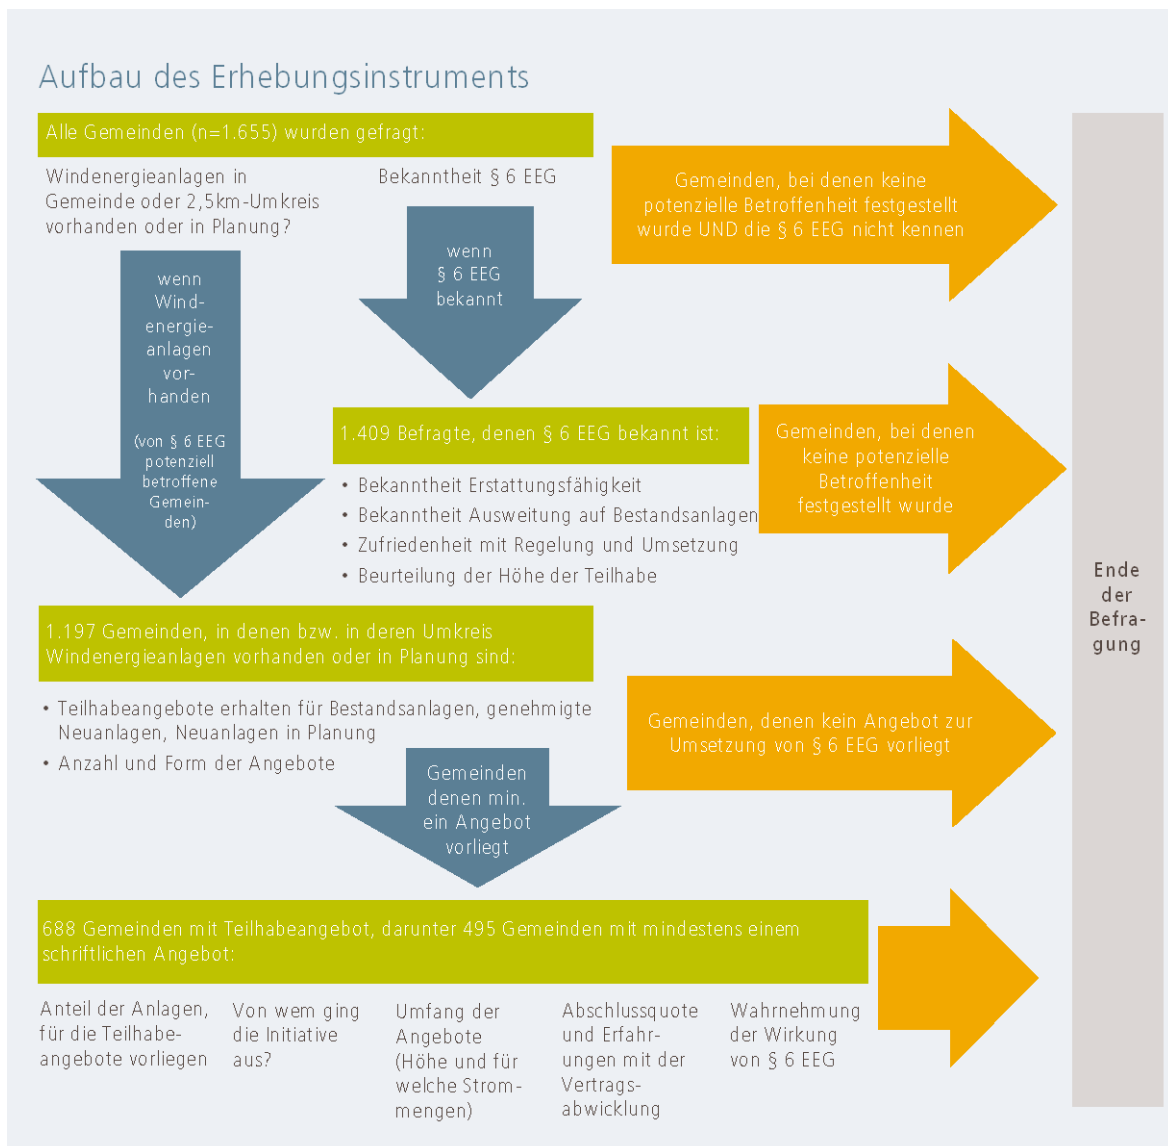 Aufbau des Erhebungsinstruments
Alle Gemeinden (n=1.655) wurden gefragt:
Windenergieanlagen in
Gemeinde oder 2,5km-Umkreis
vorhanden oder in Planung?
Bekanntheit § 6 EEG
Gemeinden, bei denen keine
potenzielle Betroffenheit festgestellt
wurde UND die § 6 EEG nicht kennen
wenn
§ 6 EEG
bekannt
wenn
Wind-
energie-
anlagen
vor-
handen
(von § 6 EEG
potenziell
betroffene
Gemein-
den)
1.409 Befragte, denen § 6 EEG bekannt ist:
• Bekanntheit Erstattungsfähigkeit
• Bekanntheit Ausweitung auf Bestandsanlagen
• Zufriedenheit mit Regelung und Umsetzung
• Beurteilung der Höhe der Teilhabe
Gemeinden, bei denen
keine potenzielle
Betroffenheit
festgestellt wurde
Ende
der
Befra-
gung
1.197 Gemeinden, in denen bzw. in deren Umkreis
Windenergieanlagen vorhanden oder in Planung sind:
• Teilhabeangebote erhalten für Bestandsanlagen, genehmigte
Neuanlagen, Neuanlagen in Planung
• Anzahl und Form der Angebote
Gemeinden, denen kein Angebot zur
Umsetzung von § 6 EEG vorliegt
Gemeinden
denen min.
ein Angebot
vorliegt
688 Gemeinden mit Teilhabeangebot, darunter 495 Gemeinden mit mindestens einem
schriftlichen Angebot:
Anteil der Anlagen,
für die Teilhabe-
angebote vorliegen
Von wem ging
die Initiative
aus?
Umfang der
Angebote
(Höhe und für
welche Strom-
mengen)
Abschlussquote
und Erfahr-
ungen mit der
Vertrags-
abwicklung
Wahrnehmung
der Wirkung
von § 6 EEG